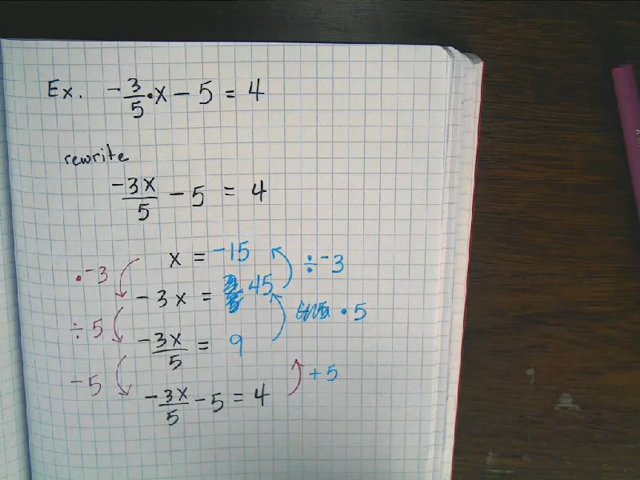 Ex. -3/5 • x - 5 = 4
rewrite
-3x/5 - 5 = 4
x = -15
• -3
÷ -3
-3x = 45
÷ 5
• 5
-3x/5 = 9
- 5
+ 5
-3x/5 - 5 = 4